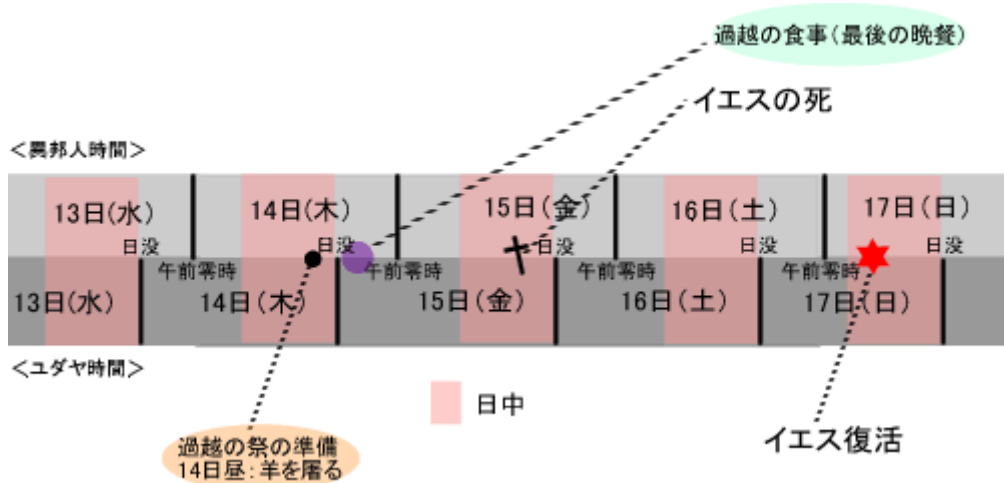 過越の食事(最後の晩餐)
イエスの死
<異邦人時間>
13日(水)
14日(木)
15日(金)
16日(土)
17日(日)
日没
日没
日没
日没
日没
午前零時
午前零時
午前零時
午前零時
13日(水)
14日(木)
15日(金)
16日(土)
17日(日)
<ユダヤ時間>
日中
過越の祭の準備
14日昼:羊を屠る
イエス復活